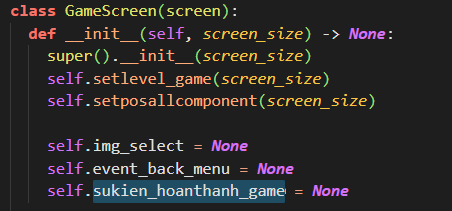 class GameScreen(screen):
def __init__(self, screen_size) -> None:
super().__init__(screen_size)
self.setlevel_game(screen_size)
self.setposallcomponent(screen_size)
self.img_select = None
self.event_back_menu = None
self.sukien_hoanthanh_game = None